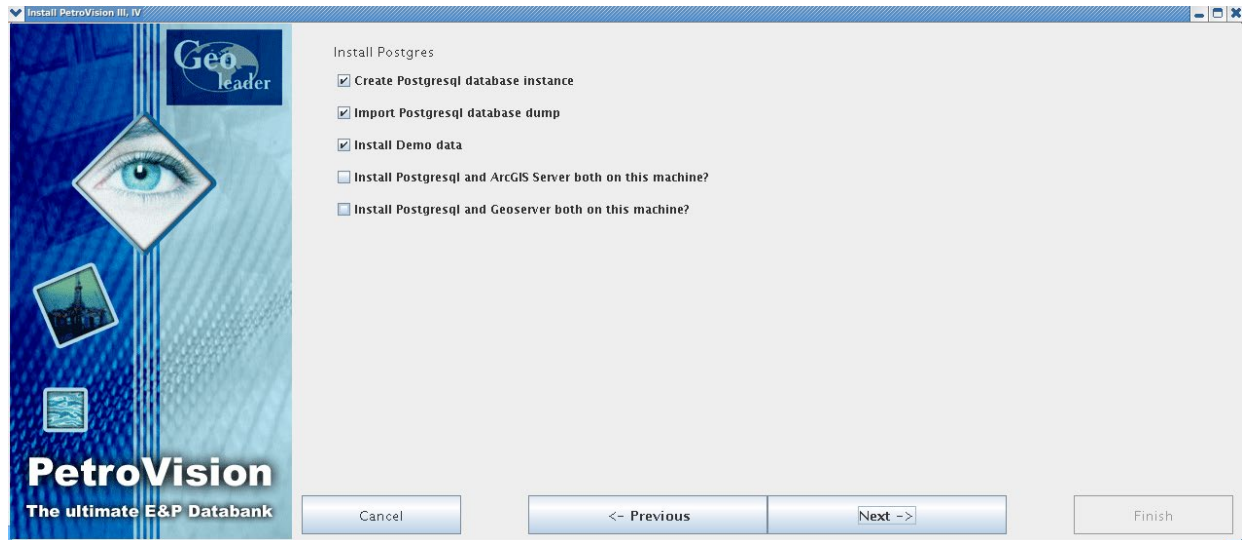 Install PetroVision III, IV
Geo
leader
Install Postgres
Create Postgresql database instance
Import Postgresql database dump
Install Demo data
Install Postgresql and ArcGIS Server both on this machine?
Install Postgresql and Geoserver both on this machine?
PetroVision
The ultimate E&P Databank
Cancel
<- Previous
Next ->
Finish